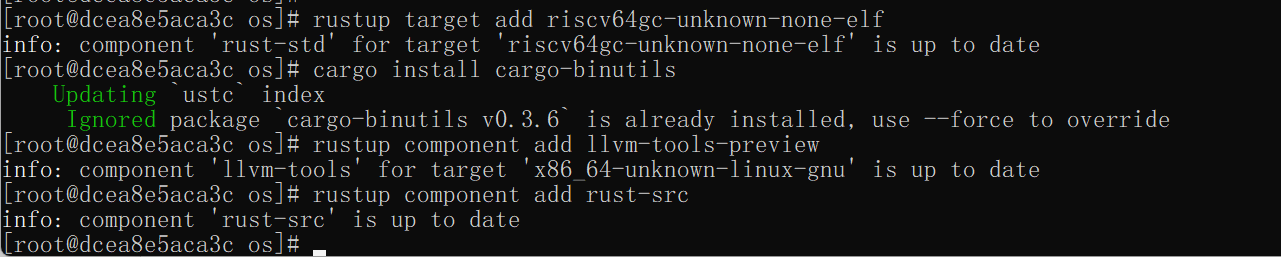 [root@dcea8e5aca3c os]# rustup target add riscv64gc-unknown-none-elf
info: component 'rust-std' for target 'riscv64gc-unknown-none-elf' is up to date
[root@dcea8e5aca3c os]# cargo install cargo-binutils
Updating `ustc` index
Ignored package `cargo-binutils v0.3.6` is already installed, use --force to override
[root@dcea8e5aca3c os]# rustup component add llvm-tools-preview
info: component 'llvm-tools' for target 'x86_64-unknown-linux-gnu' is up to date
[root@dcea8e5aca3c os]# rustup component add rust-src
info: component 'rust-src' is up to date
[root@dcea8e5aca3c os]#